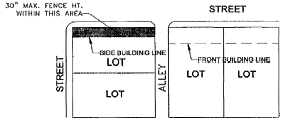 30" MAX. FENCE HT.
WITHIN THIS AREA
STREET
SIDE BUILDING LINE
FRONT BUILDING LINE
LOT
LOT
LOT
LOT
STREET
ALLEY